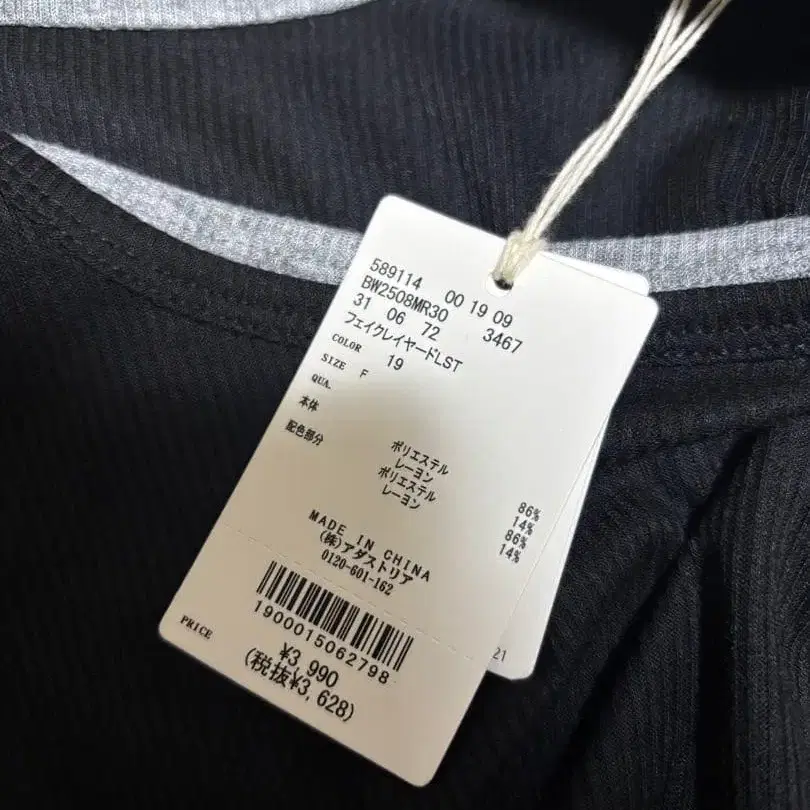 589114 00 19 09
BW2508MR30
31 06 72 3467
フェイクレイヤードLST
COLOR 19
SIZE F
QUA.
本体
配色部分
ポリエステル 86%
レーヨン 14%
ポリエステル 86%
レーヨン 14%
MADE IN CHINA
(株)アダストリア
0120-601-162
1900015062798
PRICE ¥3,990
(税抜¥3,628)
21